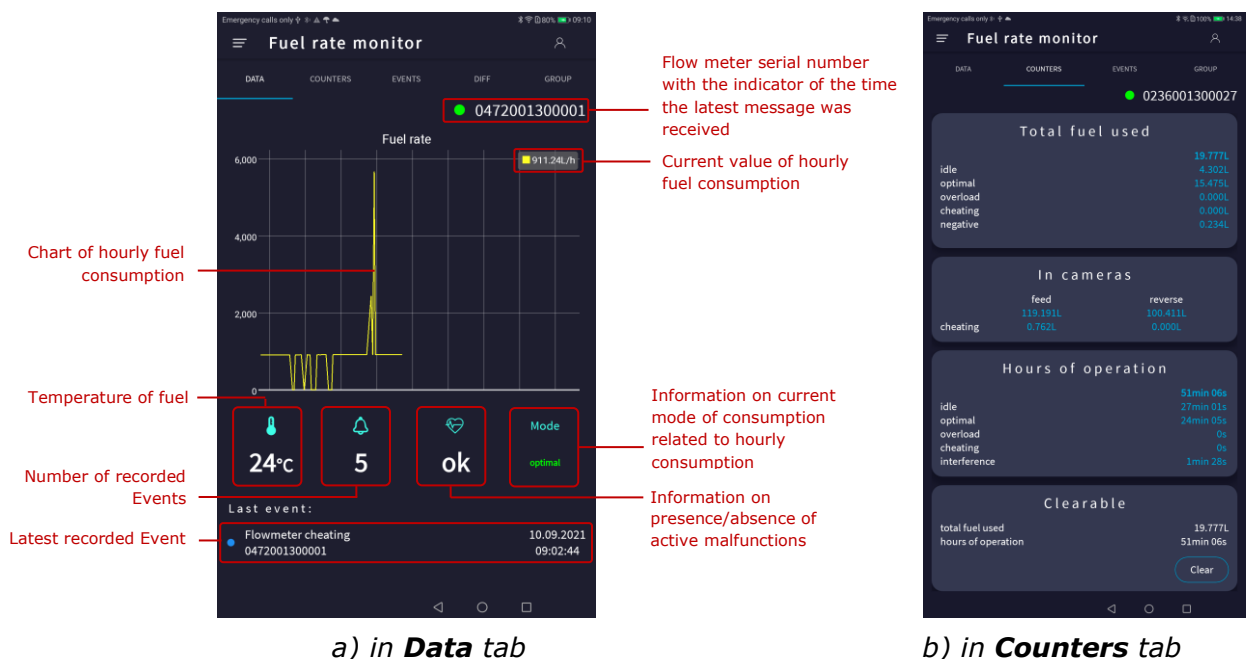 Emergency calls only
80% 09:10
Fuel rate monitor
DATA COUNTERS EVENTS DIFF GROUP
0472001300001
Fuel rate
911.24L/h
6,000
4,000
2,000
0
24°C
5
ok
Mode
optimal
Last event:
Flowmeter cheating 10.09.2021
0472001300001 09:02:44
Chart of hourly fuel
consumption
Temperature of fuel
Number of recorded
Events
Latest recorded Event
Flow meter serial number
with the indicator of the time
the latest message was
received
Current value of hourly
fuel consumption
Information on current
mode of consumption
related to hourly
consumption
Information on
presence/absence of
active malfunctions
a) in Data tab
Emergency calls only
100% 14:38
Fuel rate monitor
DATA COUNTERS EVENTS GROUP
0236001300027
Total fuel used
19.777L
idle 4.302L
optimal 15.475L
overload 0.000L
cheating 0.000L
negative 0.234L
In cameras
feed reverse
119.191L 100.411L
cheating 0.762L 0.000L
Hours of operation
51min 06s
idle 27min 01s
optimal 24min 05s
overload 0s
cheating 0s
interference 1min 28s
Clearable
total fuel used 19.777L
hours of operation 51min 06s
Clear
b) in Counters tab